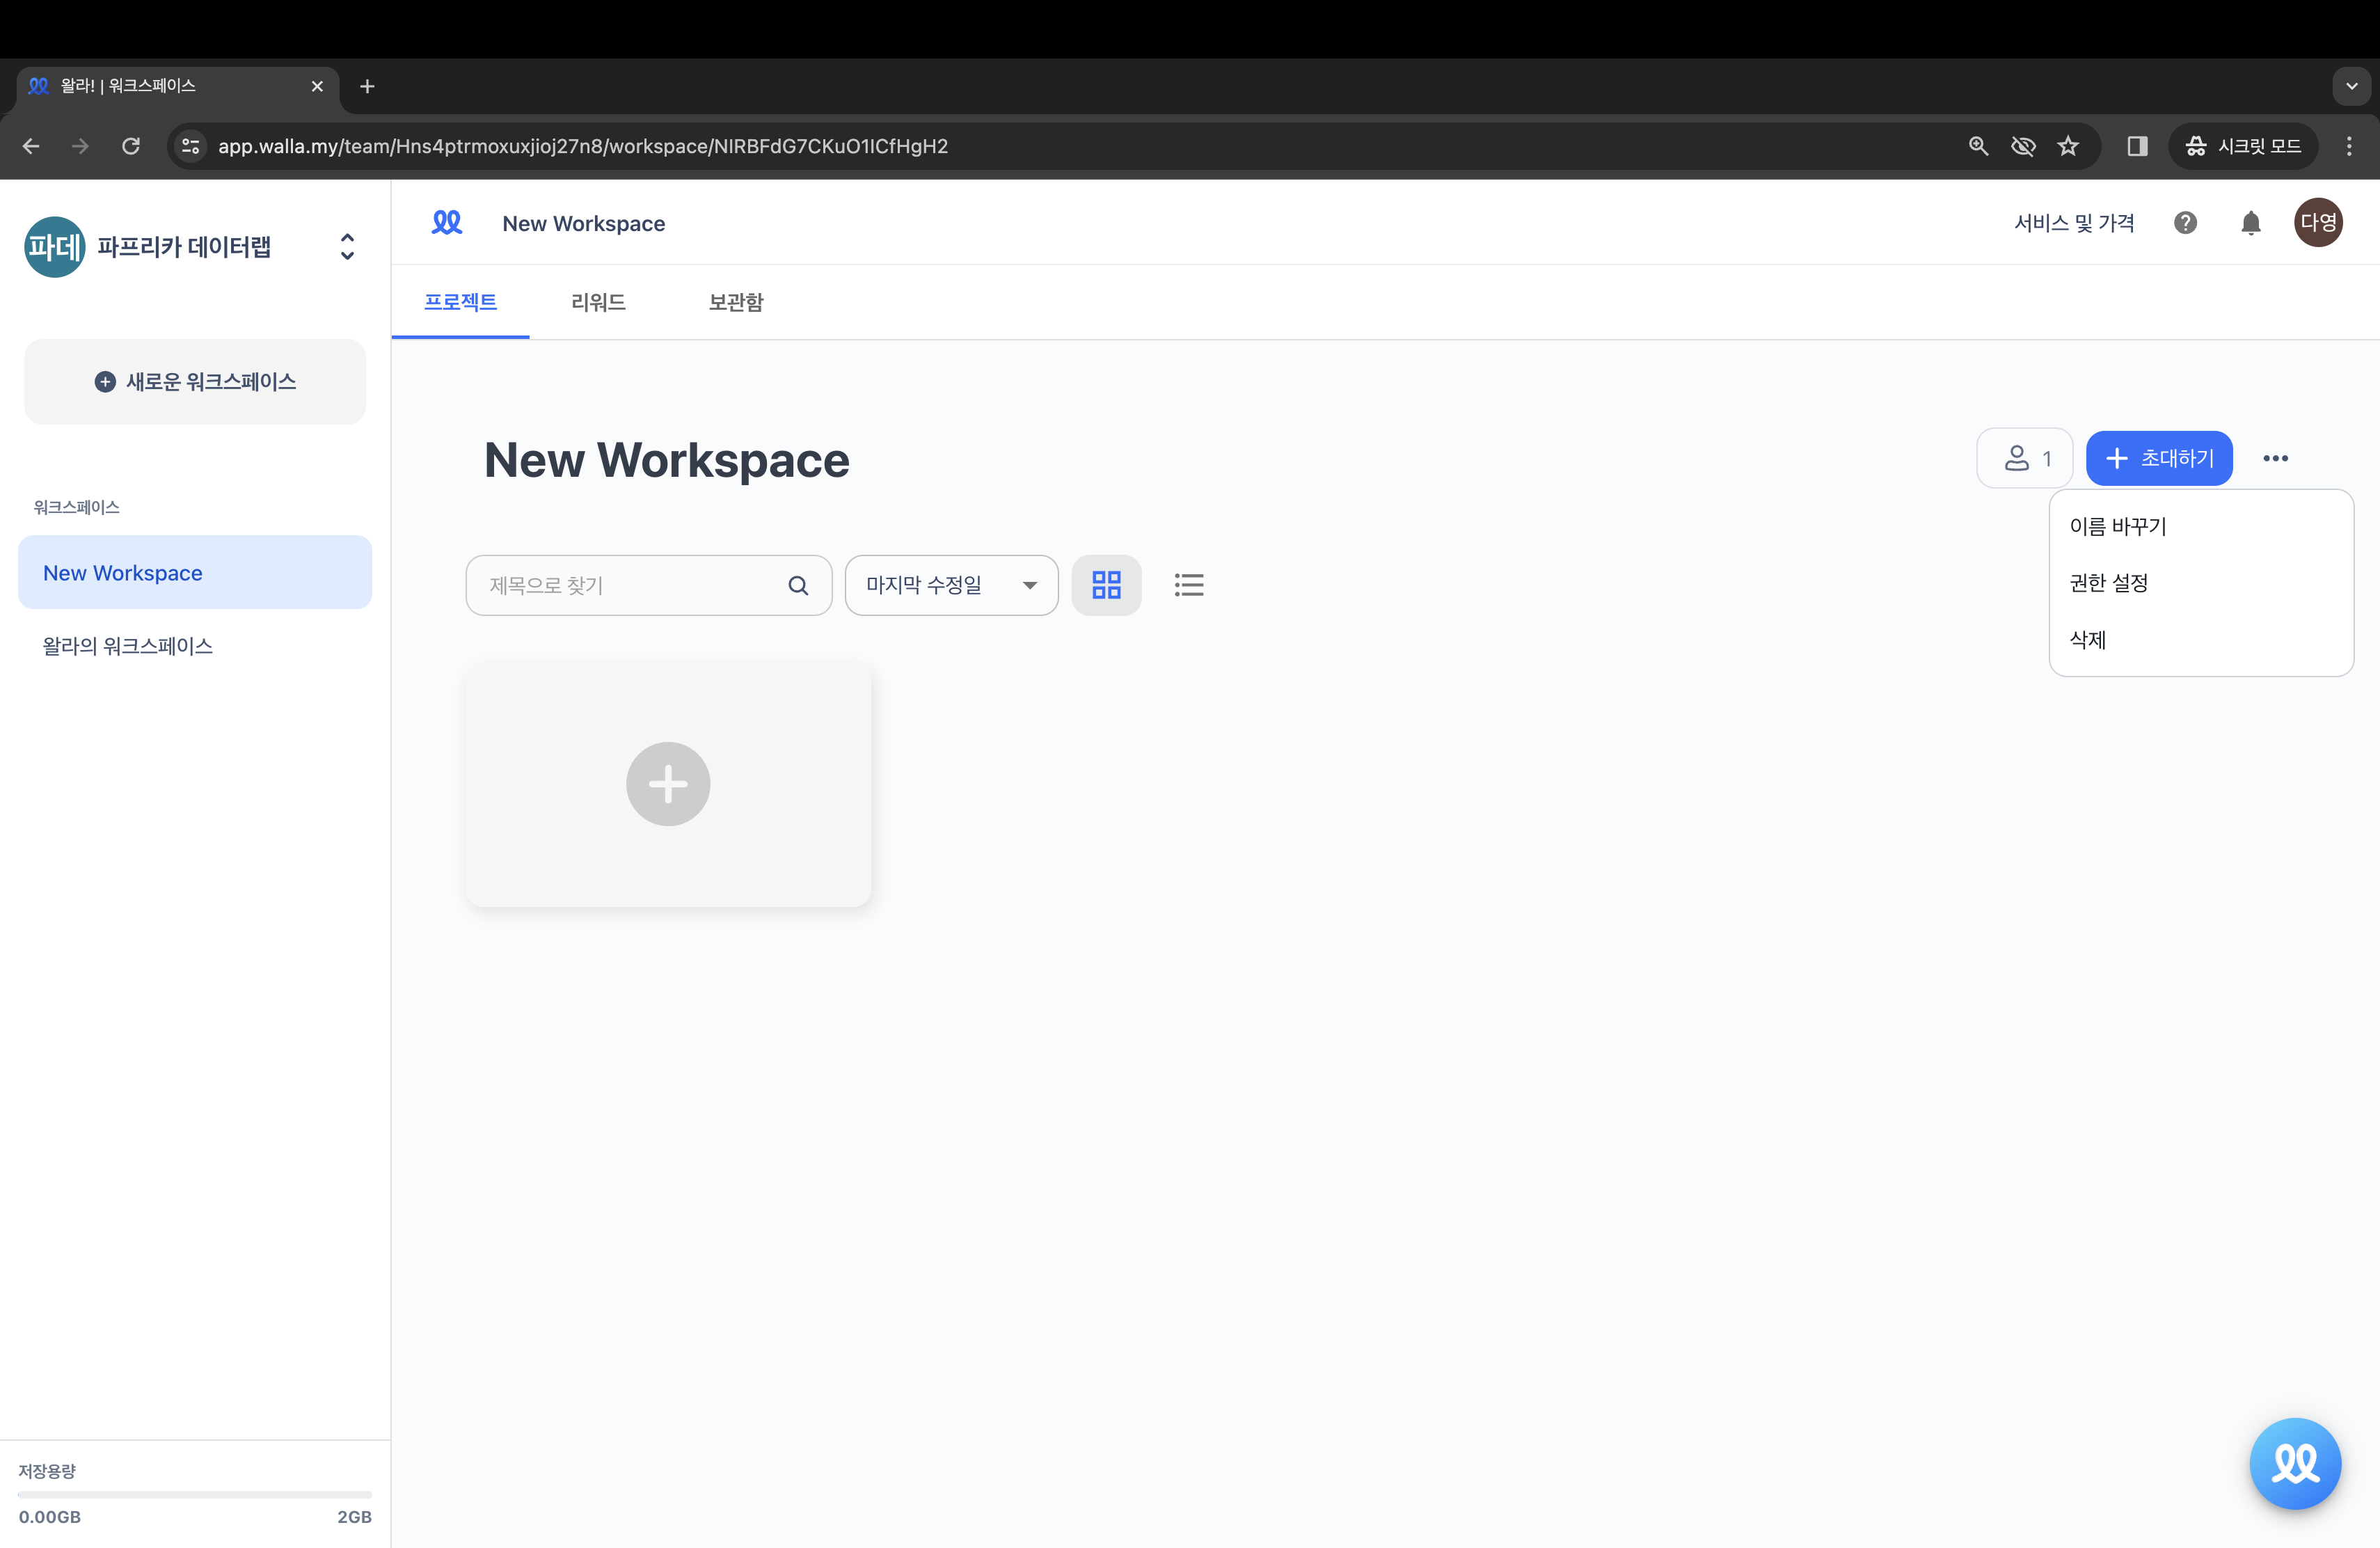 왈라! | 워크스페이스
app.walla.my/team/Hns4ptrmoxuxjioj27n8/workspace/NIRBFdG7CKuO1ICfHgH2
시크릿 모드
파데 파프리카 데이터랩
New Workspace
서비스 및 가격
다영
프로젝트 리워드 보관함
새로운 워크스페이스
New Workspace
1
초대하기
워크스페이스
New Workspace
왈라의 워크스페이스
제목으로 찾기
마지막 수정일
이름 바꾸기
권한 설정
삭제
저장용량
0.00GB 2GB